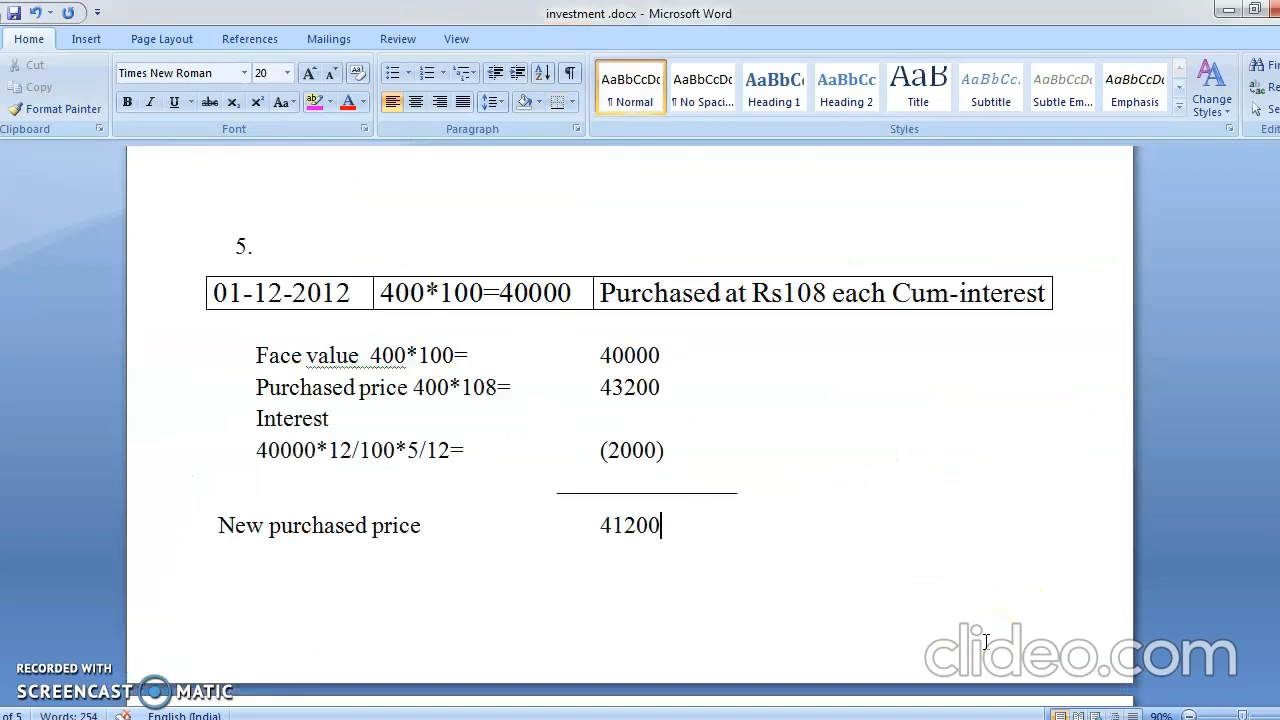 investment .docx - Microsoft Word
Home Insert Page Layout References Mailings Review View
Cut
Copy
Format Painter
Clipboard
Times New Roman 20
Font
Paragraph
AaBbCcDc AaBbCcDc AaBbC AaBbCc AaB AaBbCc. AaBbCcDc AaBbCcDc
¶ Normal ¶ No Spaci... Heading 1 Heading 2 Title Subtitle Subtle Em... Emphasis
Change Styles
Styles
5.
01-12-2012 400*100=40000 Purchased at Rs108 each Cum-interest
Face value 400*100= 40000
Purchased price 400*108= 43200
Interest
40000*12/100*5/12= (2000)
New purchased price 41200
clideo.com
RECORDED WITH
SCREENCAST MATIC
of 5 Words: 254 English (India) 90%